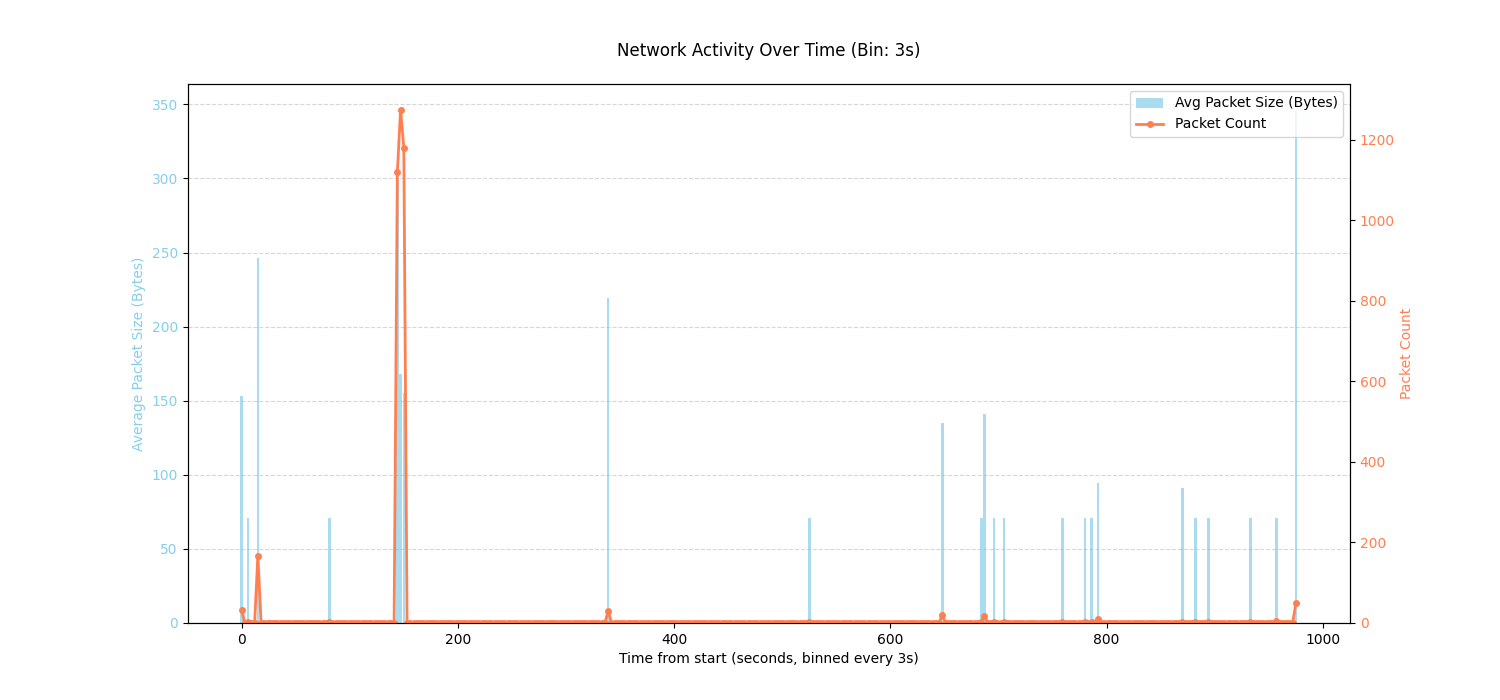 Network Activity Over Time (Bin: 3s)
Avg Packet Size (Bytes)
Packet Count
350
300
250
200
150
100
50
0
Average Packet Size (Bytes)
1200
1000
800
600
400
200
0
Packet Count
0 200 400 600 800 1000
Time from start (seconds, binned every 3s)